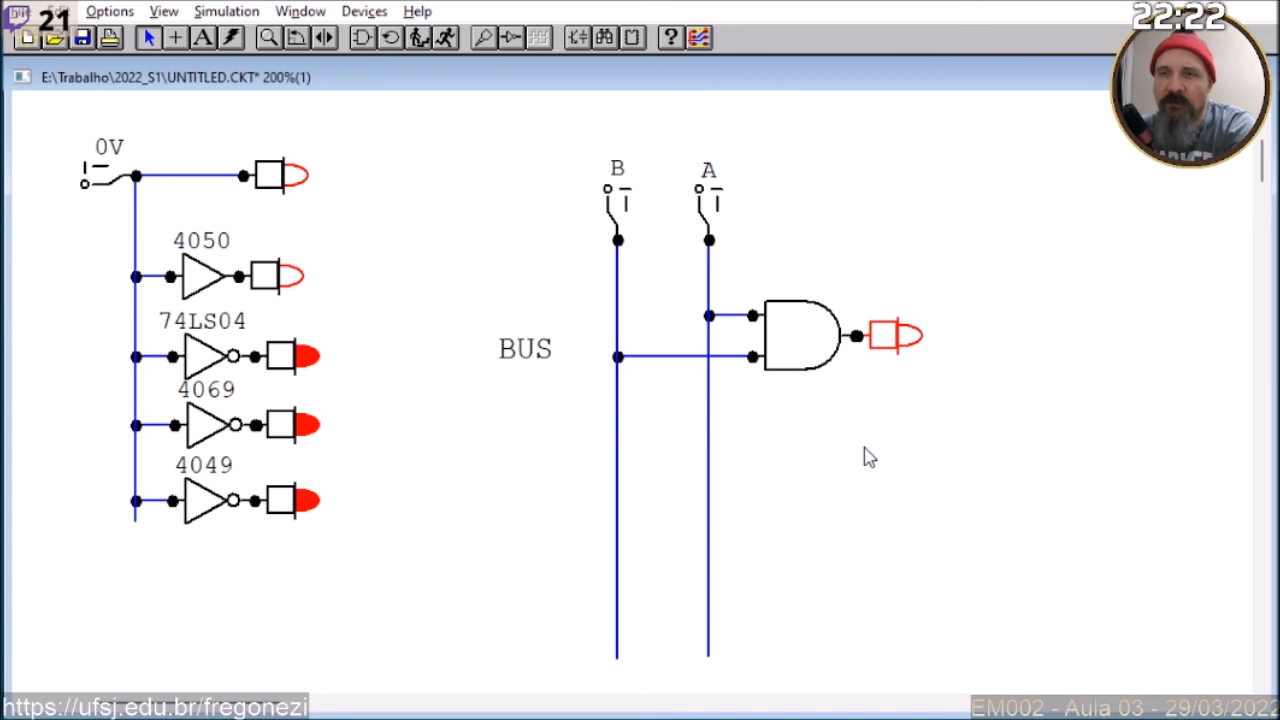 21
Options View Simulation Window Devices Help
22:22
E:\Trabalho\2022_S1\UNTITLED.CKT* 200%(1)
0V
B A
4050
74LS04
BUS
4069
4049
https://ufsj.edu.br/fregonezi
EM002 - Aula 03 - 29/03/2022